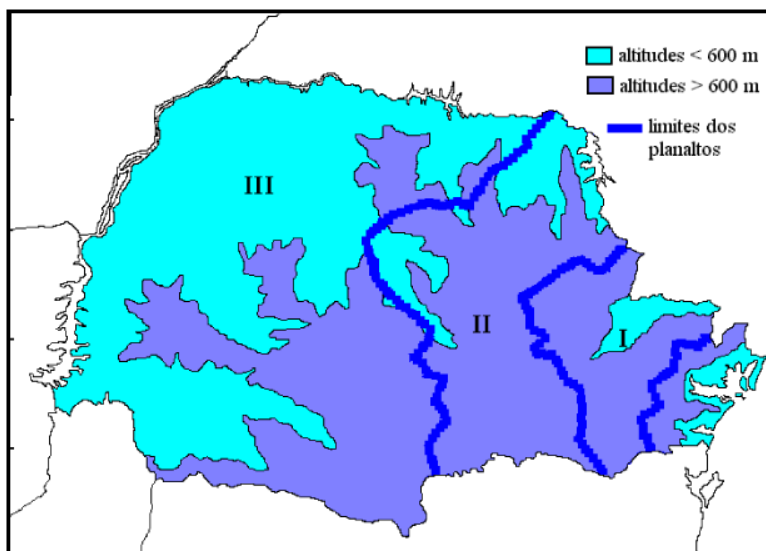 altitudes < 600 m
altitudes > 600 m
limites dos
planaltos
III
II
I